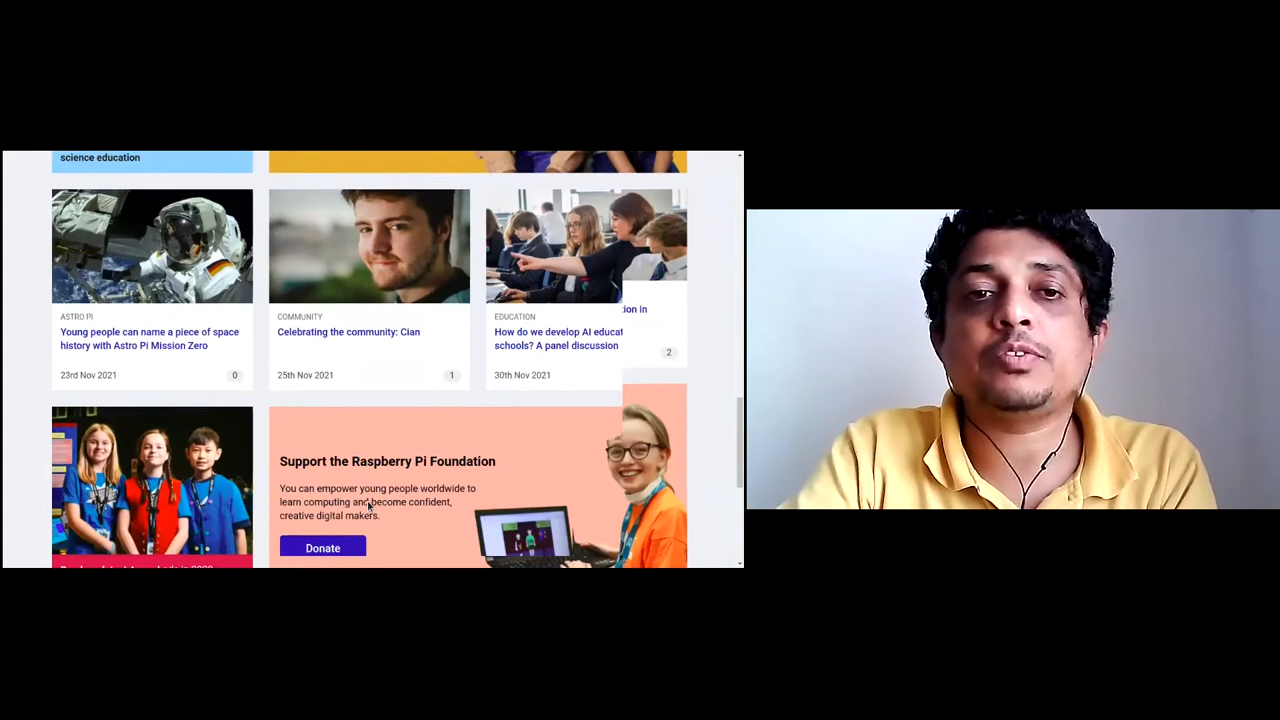 science education
ASTRO PI
Young people can name a piece of space
history with Astro Pi Mission Zero
23rd Nov 2021
0
COMMUNITY
Celebrating the community: Cian
25th Nov 2021
1
EDUCATION
How do we develop AI educat
schools? A panel discussion
30th Nov 2021
ion in
2
Support the Raspberry Pi Foundation
You can empower young people worldwide to
learn computing and become confident,
creative digital makers.
Donate